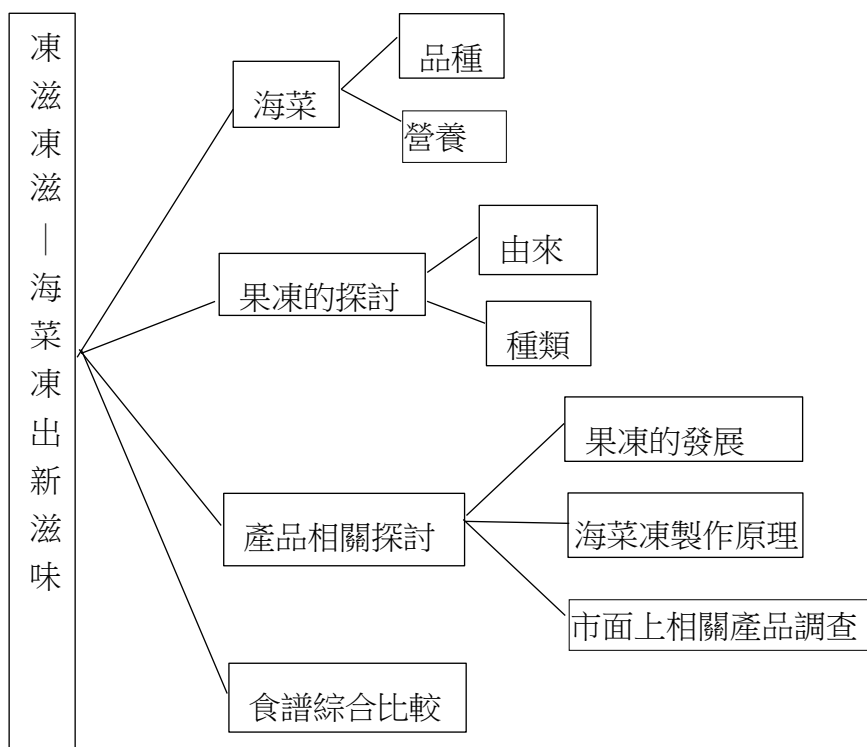 凍滋凍滋｜海菜凍出新滋味
海菜
品種
營養
果凍的探討
由來
種類
產品相關探討
果凍的發展
海菜凍製作原理
市面上相關產品調查
食譜綜合比較